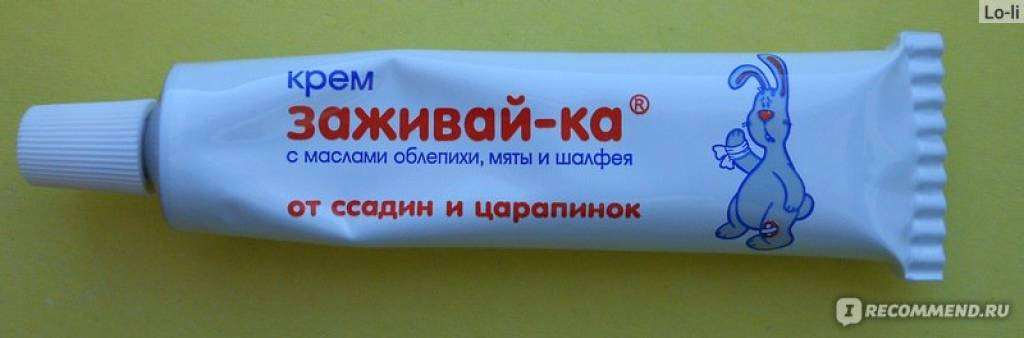 Lo-li
крем
заживай-ка®
с маслами облепихи, мяты и шалфея
от ссадин и царапинок
I RECOMMEND.RU